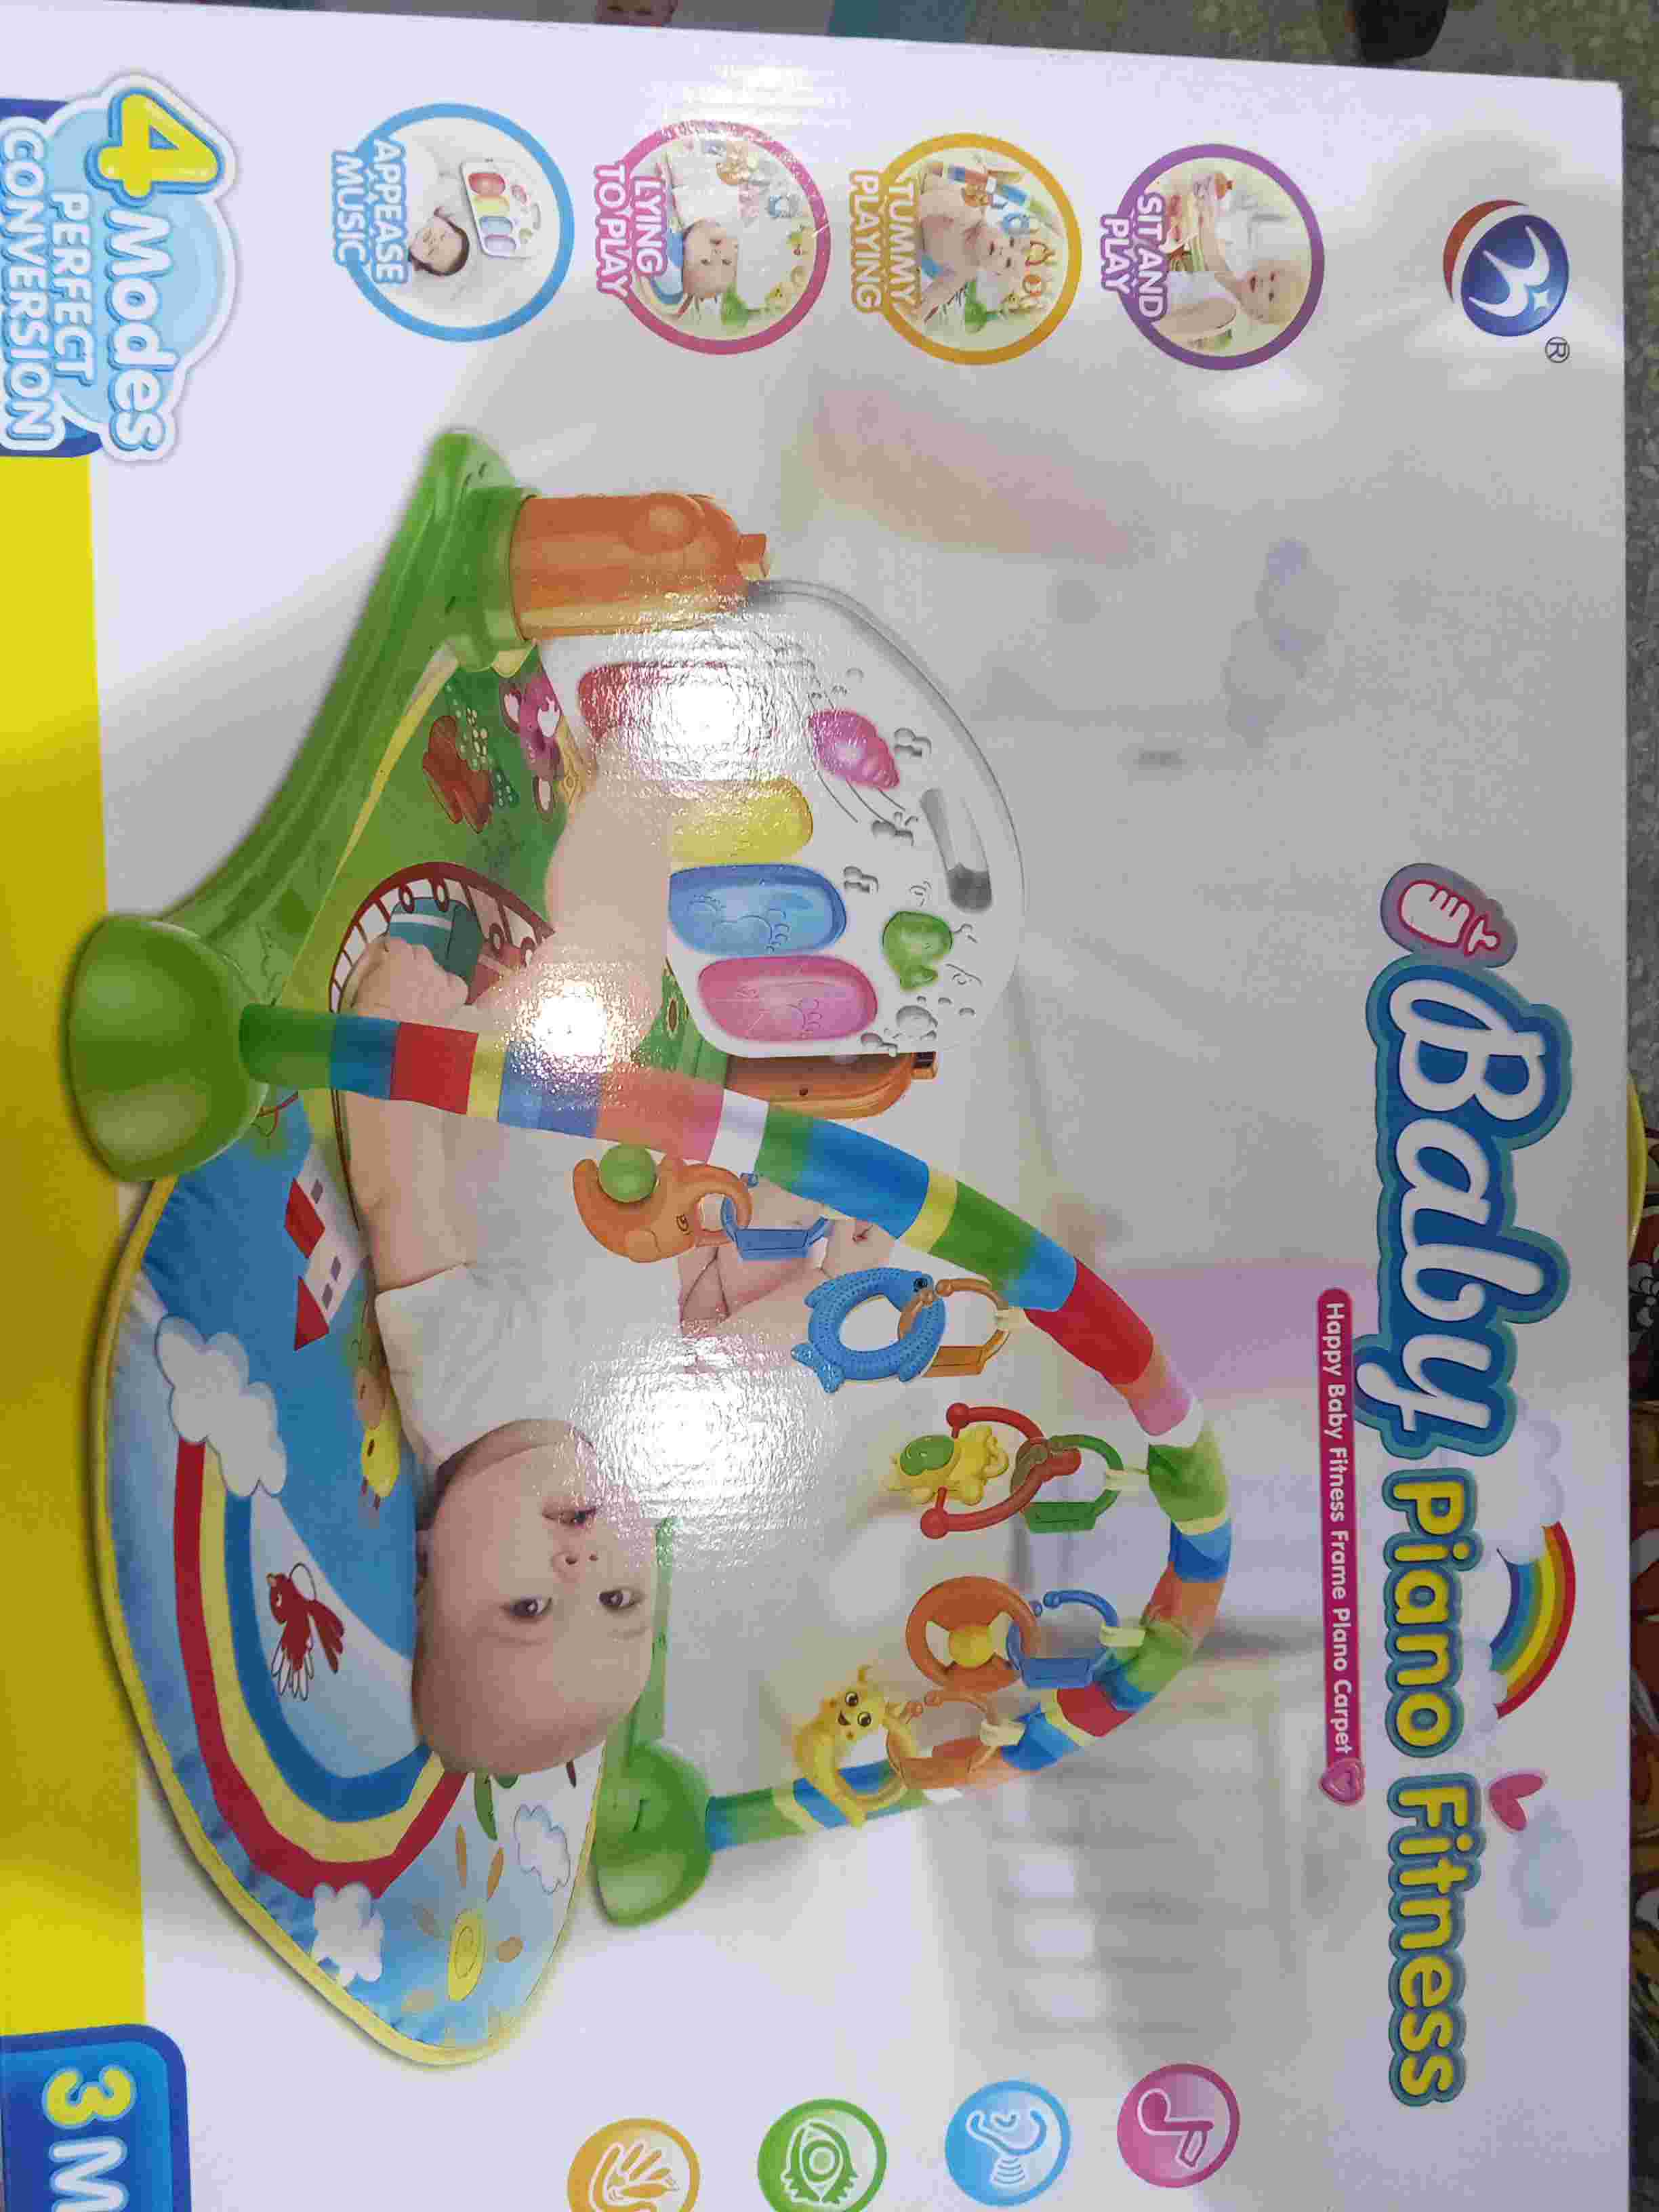 ®
Baby Piano Fitness
Happy Baby Fitness Frame Plano Carpet
SIT AND
PLAY
TUMMY
PLAYING
LYING
TO PLAY
APPEASE
MUSIC
4 Modes
PERFECT
CONVERSION
3 M